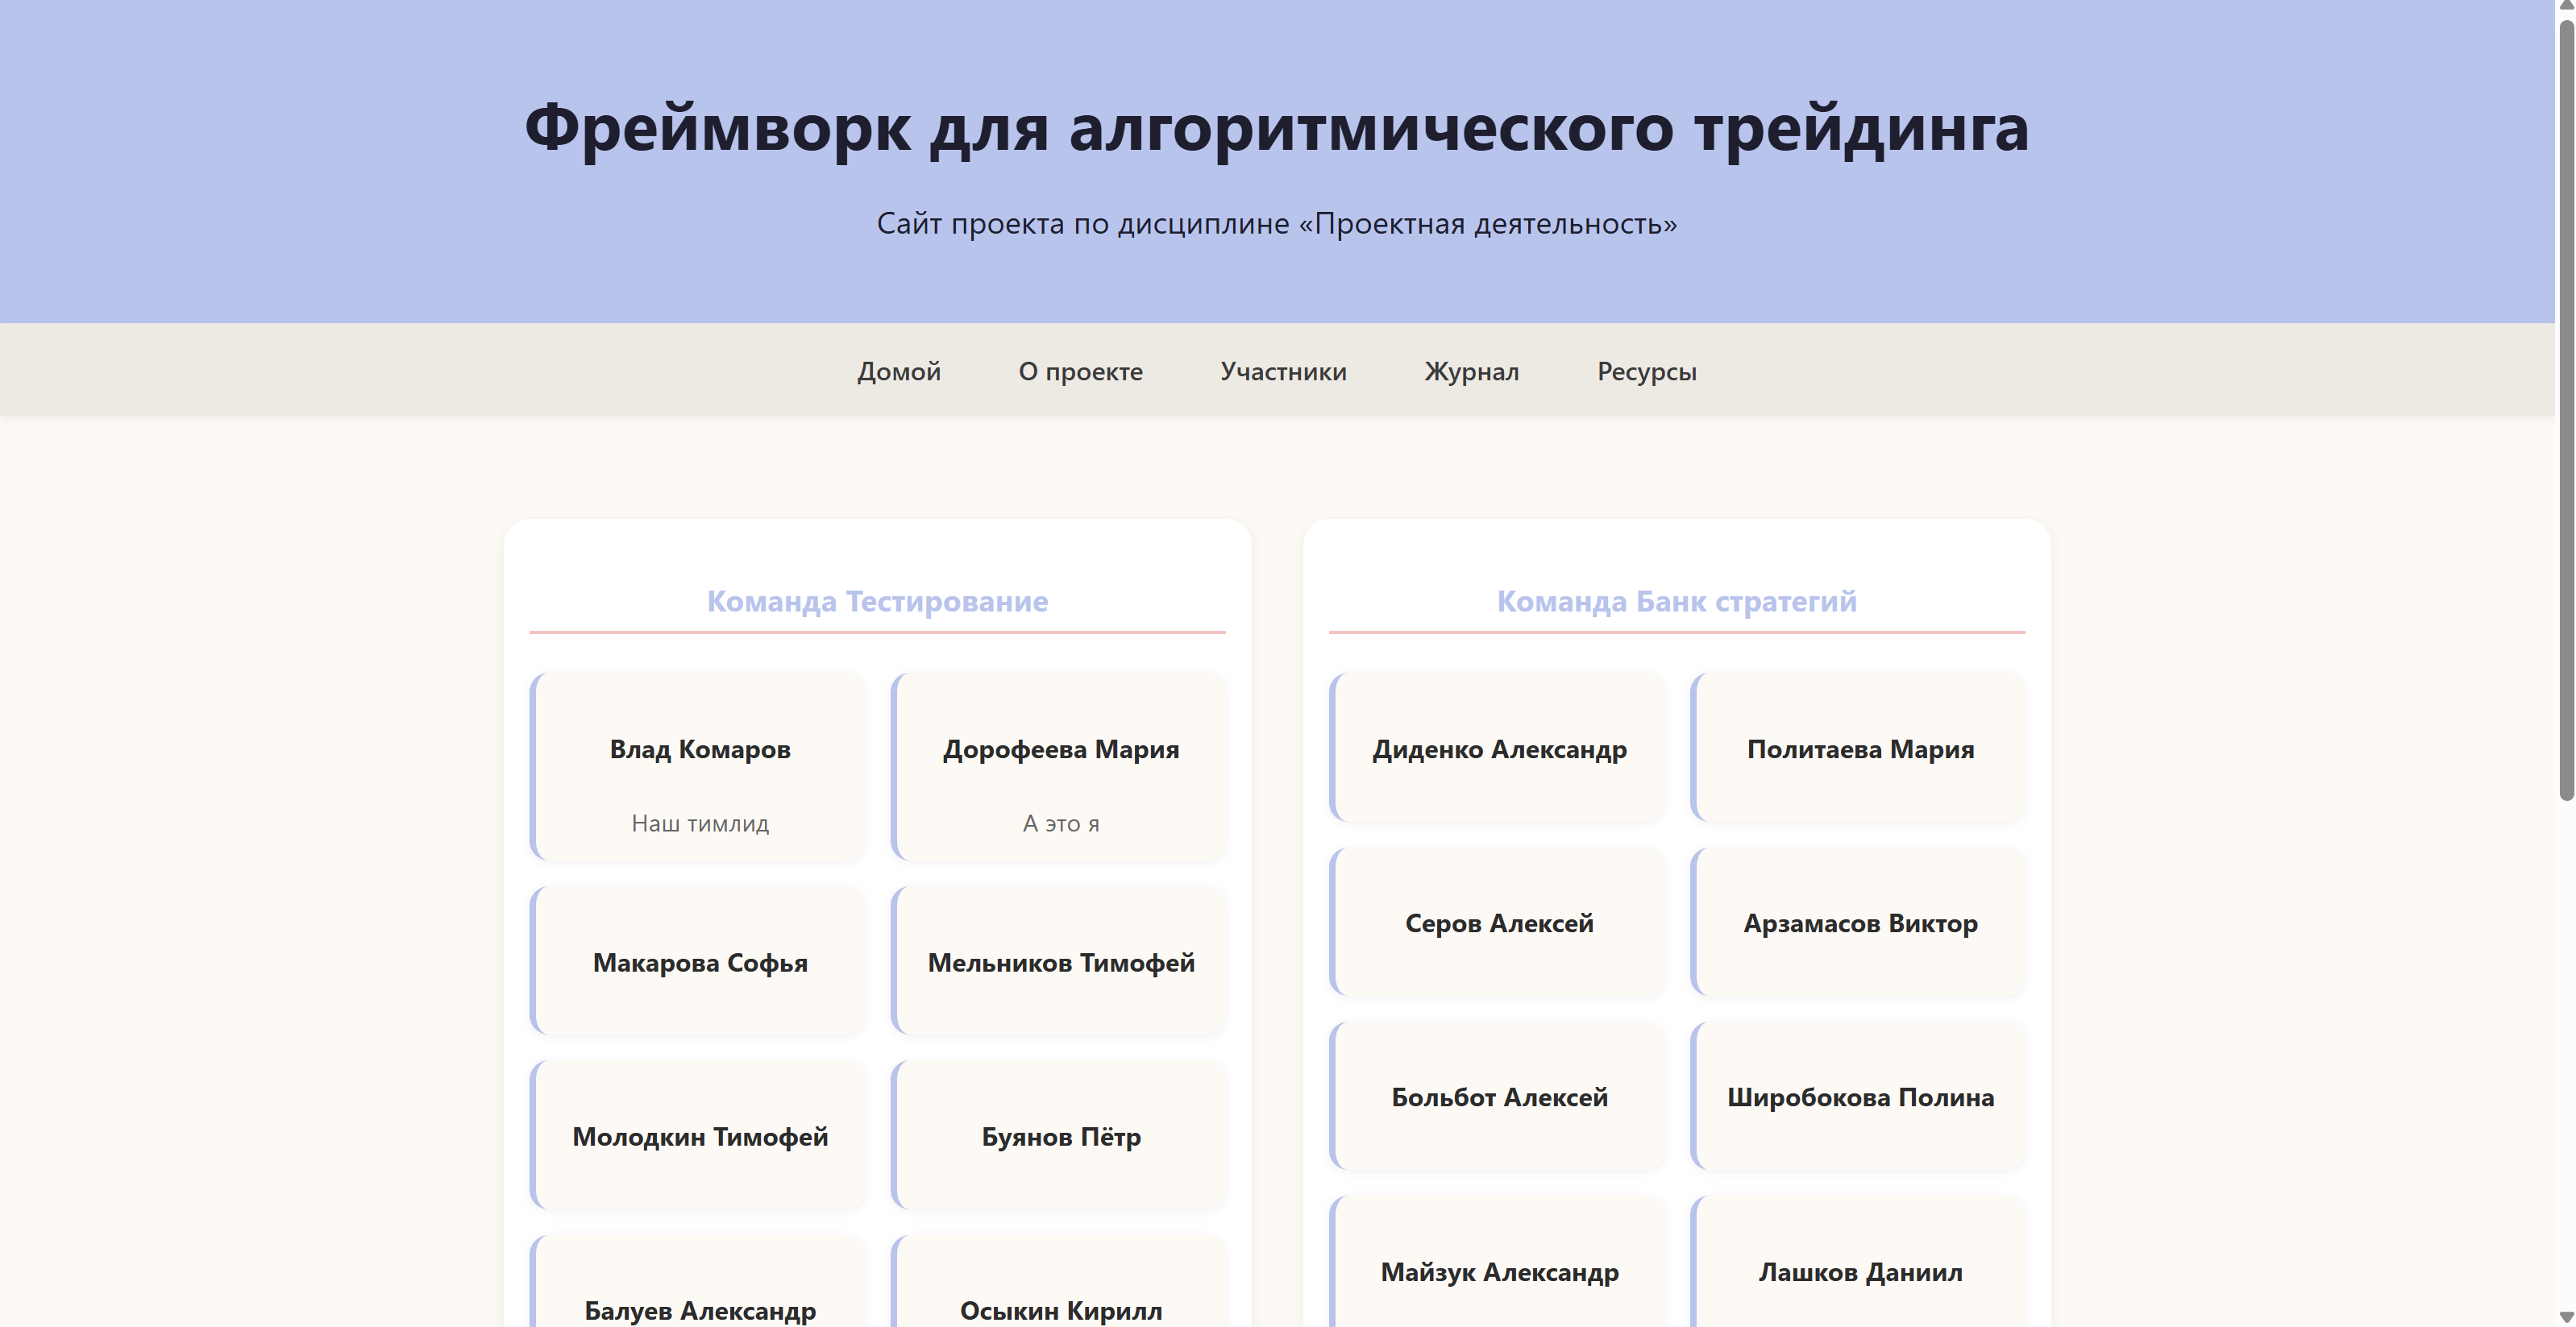 Фреймворк для алгоритмического трейдинга
Сайт проекта по дисциплине «Проектная деятельность»
Домой О проекте Участники Журнал Ресурсы
Команда Тестирование
Влад Комаров
Наш тимлид
Дорофеева Мария
А это я
Макарова Софья
Мельников Тимофей
Молодкин Тимофей
Буянов Пётр
Балуев Александр
Осыкин Кирилл
Команда Банк стратегий
Диденко Александр
Политаева Мария
Серов Алексей
Арзамасов Виктор
Больбот Алексей
Широбокова Полина
Майзук Александр
Лашков Даниил